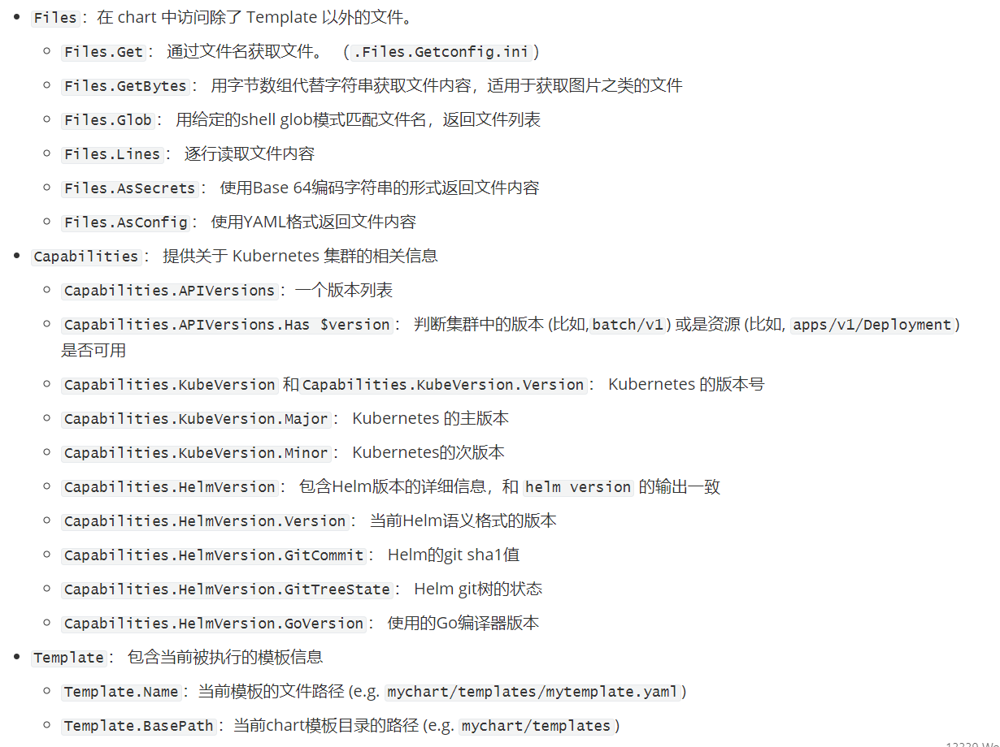 Files：在 chart 中访问除了 Template 以外的文件。
Files.Get： 通过文件名获取文件。 （.Files.Getconfig.ini）
Files.GetBytes： 用字节数组代替字符串获取文件内容，适用于获取图片之类的文件
Files.Glob： 用给定的shell glob模式匹配文件名，返回文件列表
Files.Lines： 逐行读取文件内容
Files.AsSecrets： 使用Base 64编码字符串的形式返回文件内容
Files.AsConfig： 使用YAML格式返回文件内容
Capabilities： 提供关于 Kubernetes 集群的相关信息
Capabilities.APIVersions：一个版本列表
Capabilities.APIVersions.Has $version： 判断集群中的版本 (比如,batch/v1) 或是资源 (比如, apps/v1/Deployment)
是否可用
Capabilities.KubeVersion 和Capabilities.KubeVersion.Version： Kubernetes 的版本号
Capabilities.KubeVersion.Major： Kubernetes 的主版本
Capabilities.KubeVersion.Minor： Kubernetes的次版本
Capabilities.HelmVersion： 包含Helm版本的详细信息，和 helm version 的输出一致
Capabilities.HelmVersion.Version： 当前Helm语义格式的版本
Capabilities.HelmVersion.GitCommit： Helm的git sha1值
Capabilities.HelmVersion.GitTreeState： Helm git树的状态
Capabilities.HelmVersion.GoVersion： 使用的Go编译器版本
Template： 包含当前被执行的模板信息
Template.Name：当前模板的文件路径 (e.g. mychart/templates/mytemplate.yaml)
Template.BasePath：当前chart模板目录的路径 (e.g. mychart/templates)